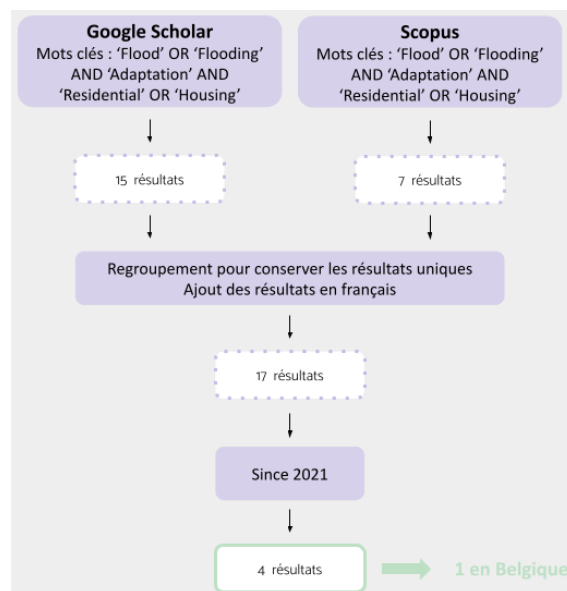 Google Scholar
Mots clés : ‘Flood’ OR ‘Flooding’
AND ‘Adaptation’ AND
‘Residential’ OR ‘Housing’
Scopus
Mots clés : ‘Flood’ OR ‘Flooding’
AND ‘Adaptation’ AND
‘Residential’ OR ‘Housing’
15 résultats
7 résultats
Regroupement pour conserver les résultats uniques
Ajout des résultats en français
17 résultats
Since 2021
4 résultats
1 en Belgique